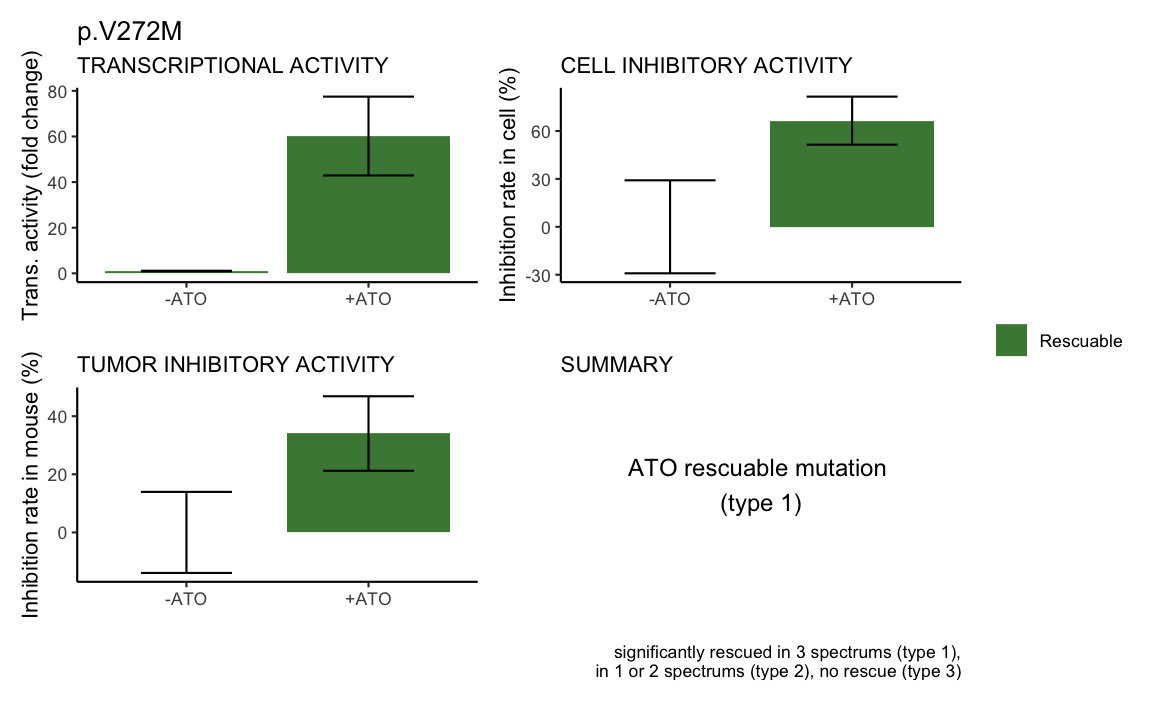 p.V272M
TRANSCRIPTIONAL ACTIVITY
Trans. activity (fold change)
80
60
40
20
0
-ATO +ATO
CELL INHIBITORY ACTIVITY
Inhibition rate in cell (%)
60
30
0
-30
-ATO +ATO
Rescuable
TUMOR INHIBITORY ACTIVITY
Inhibition rate in mouse (%)
40
20
0
-ATO +ATO
SUMMARY
ATO rescuable mutation
(type 1)
significantly rescued in 3 spectrums (type 1),
in 1 or 2 spectrums (type 2), no rescue (type 3)